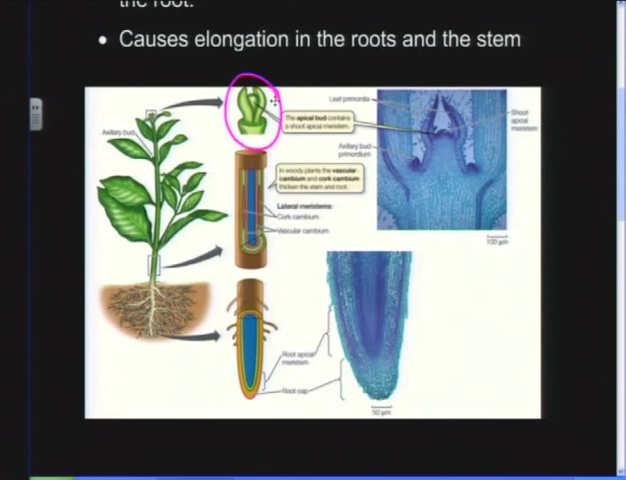 the root.
• Causes elongation in the roots and the stem
Leaf primordia
The apical bud contains
a shoot apical meristem.
Shoot
apical
meristem
Axillary bud
Axillary bud
primordium
In woody plants the vascular
cambium and cork cambium
thicken the stem and root.
Lateral meristems:
Cork cambium
Vascular cambium
100 µm
Root apical
meristem
Root cap
50 µm